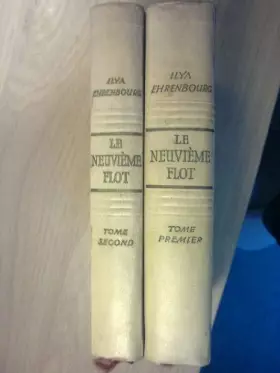 ILYA
EHRENBOURG
LE
NEUVIÈME
FLOT
TOME
SECOND
ILYA
EHRENBOURG
LE
NEUVIÈME
FLOT
TOME
PREMIER